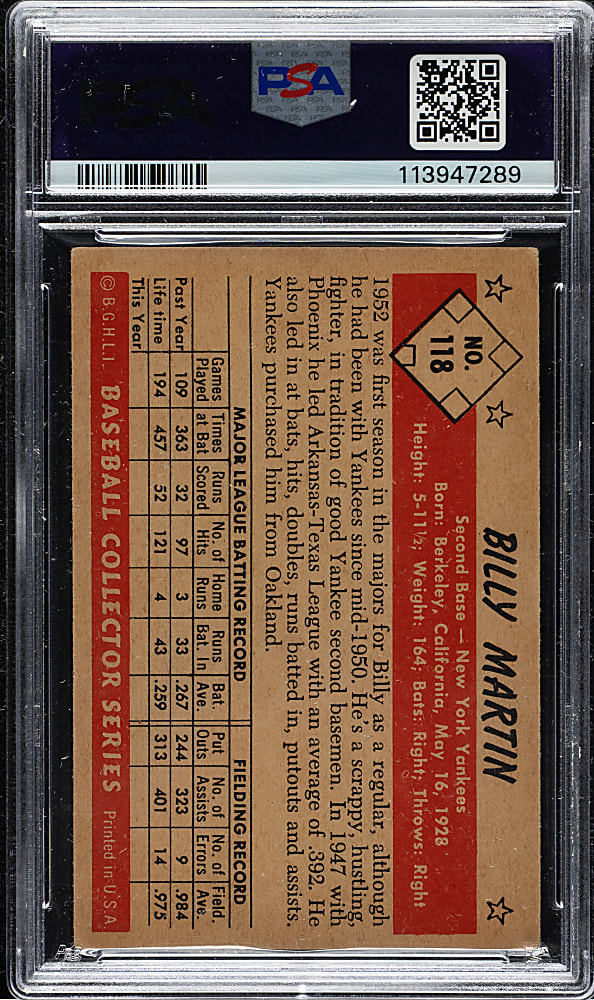 PSA
113947289
NO.
118
BILLY MARTIN
Second Base — New York Yankees
Born: Berkeley, California, May 16, 1928
Height: 5-11½; Weight: 164; Bats: Right; Throws: Right
1952 was first season in the majors for Billy as a regular, although
he had been with Yankees since mid-1950. He's a scrappy, hustling,
fighter, in tradition of good Yankee second basemen. In 1947 with
Phoenix he led Arkansas-Texas League with an average of .392. He
also led in at bats, hits, doubles, runs batted in, putouts and assists.
Yankees purchased him from Oakland.
MAJOR LEAGUE BATTING RECORD FIELDING RECORD
Games Times Runs No. of Home Runs Bat. Put No. of No. of Field.
Played at Bat Scored Hits Runs Bat. In Ave. Outs Assists Errors Ave.
Past Year 109 363 32 97 3 33 .267 244 323 9 .984
Life time 194 457 52 121 4 43 .259 313 401 14 .975
This Year
© B.G.H.L.I. BASEBALL COLLECTOR SERIES Printed in U.S.A.